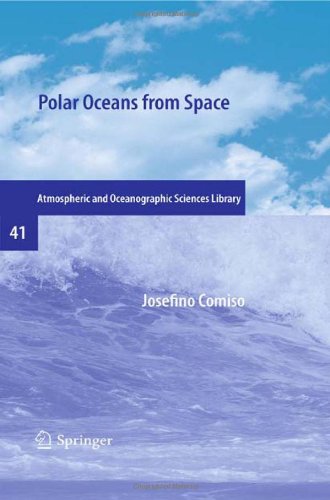 Polar Oceans from Space
Atmospheric and Oceanographic Sciences Library
41
Josefino Comiso
Springer